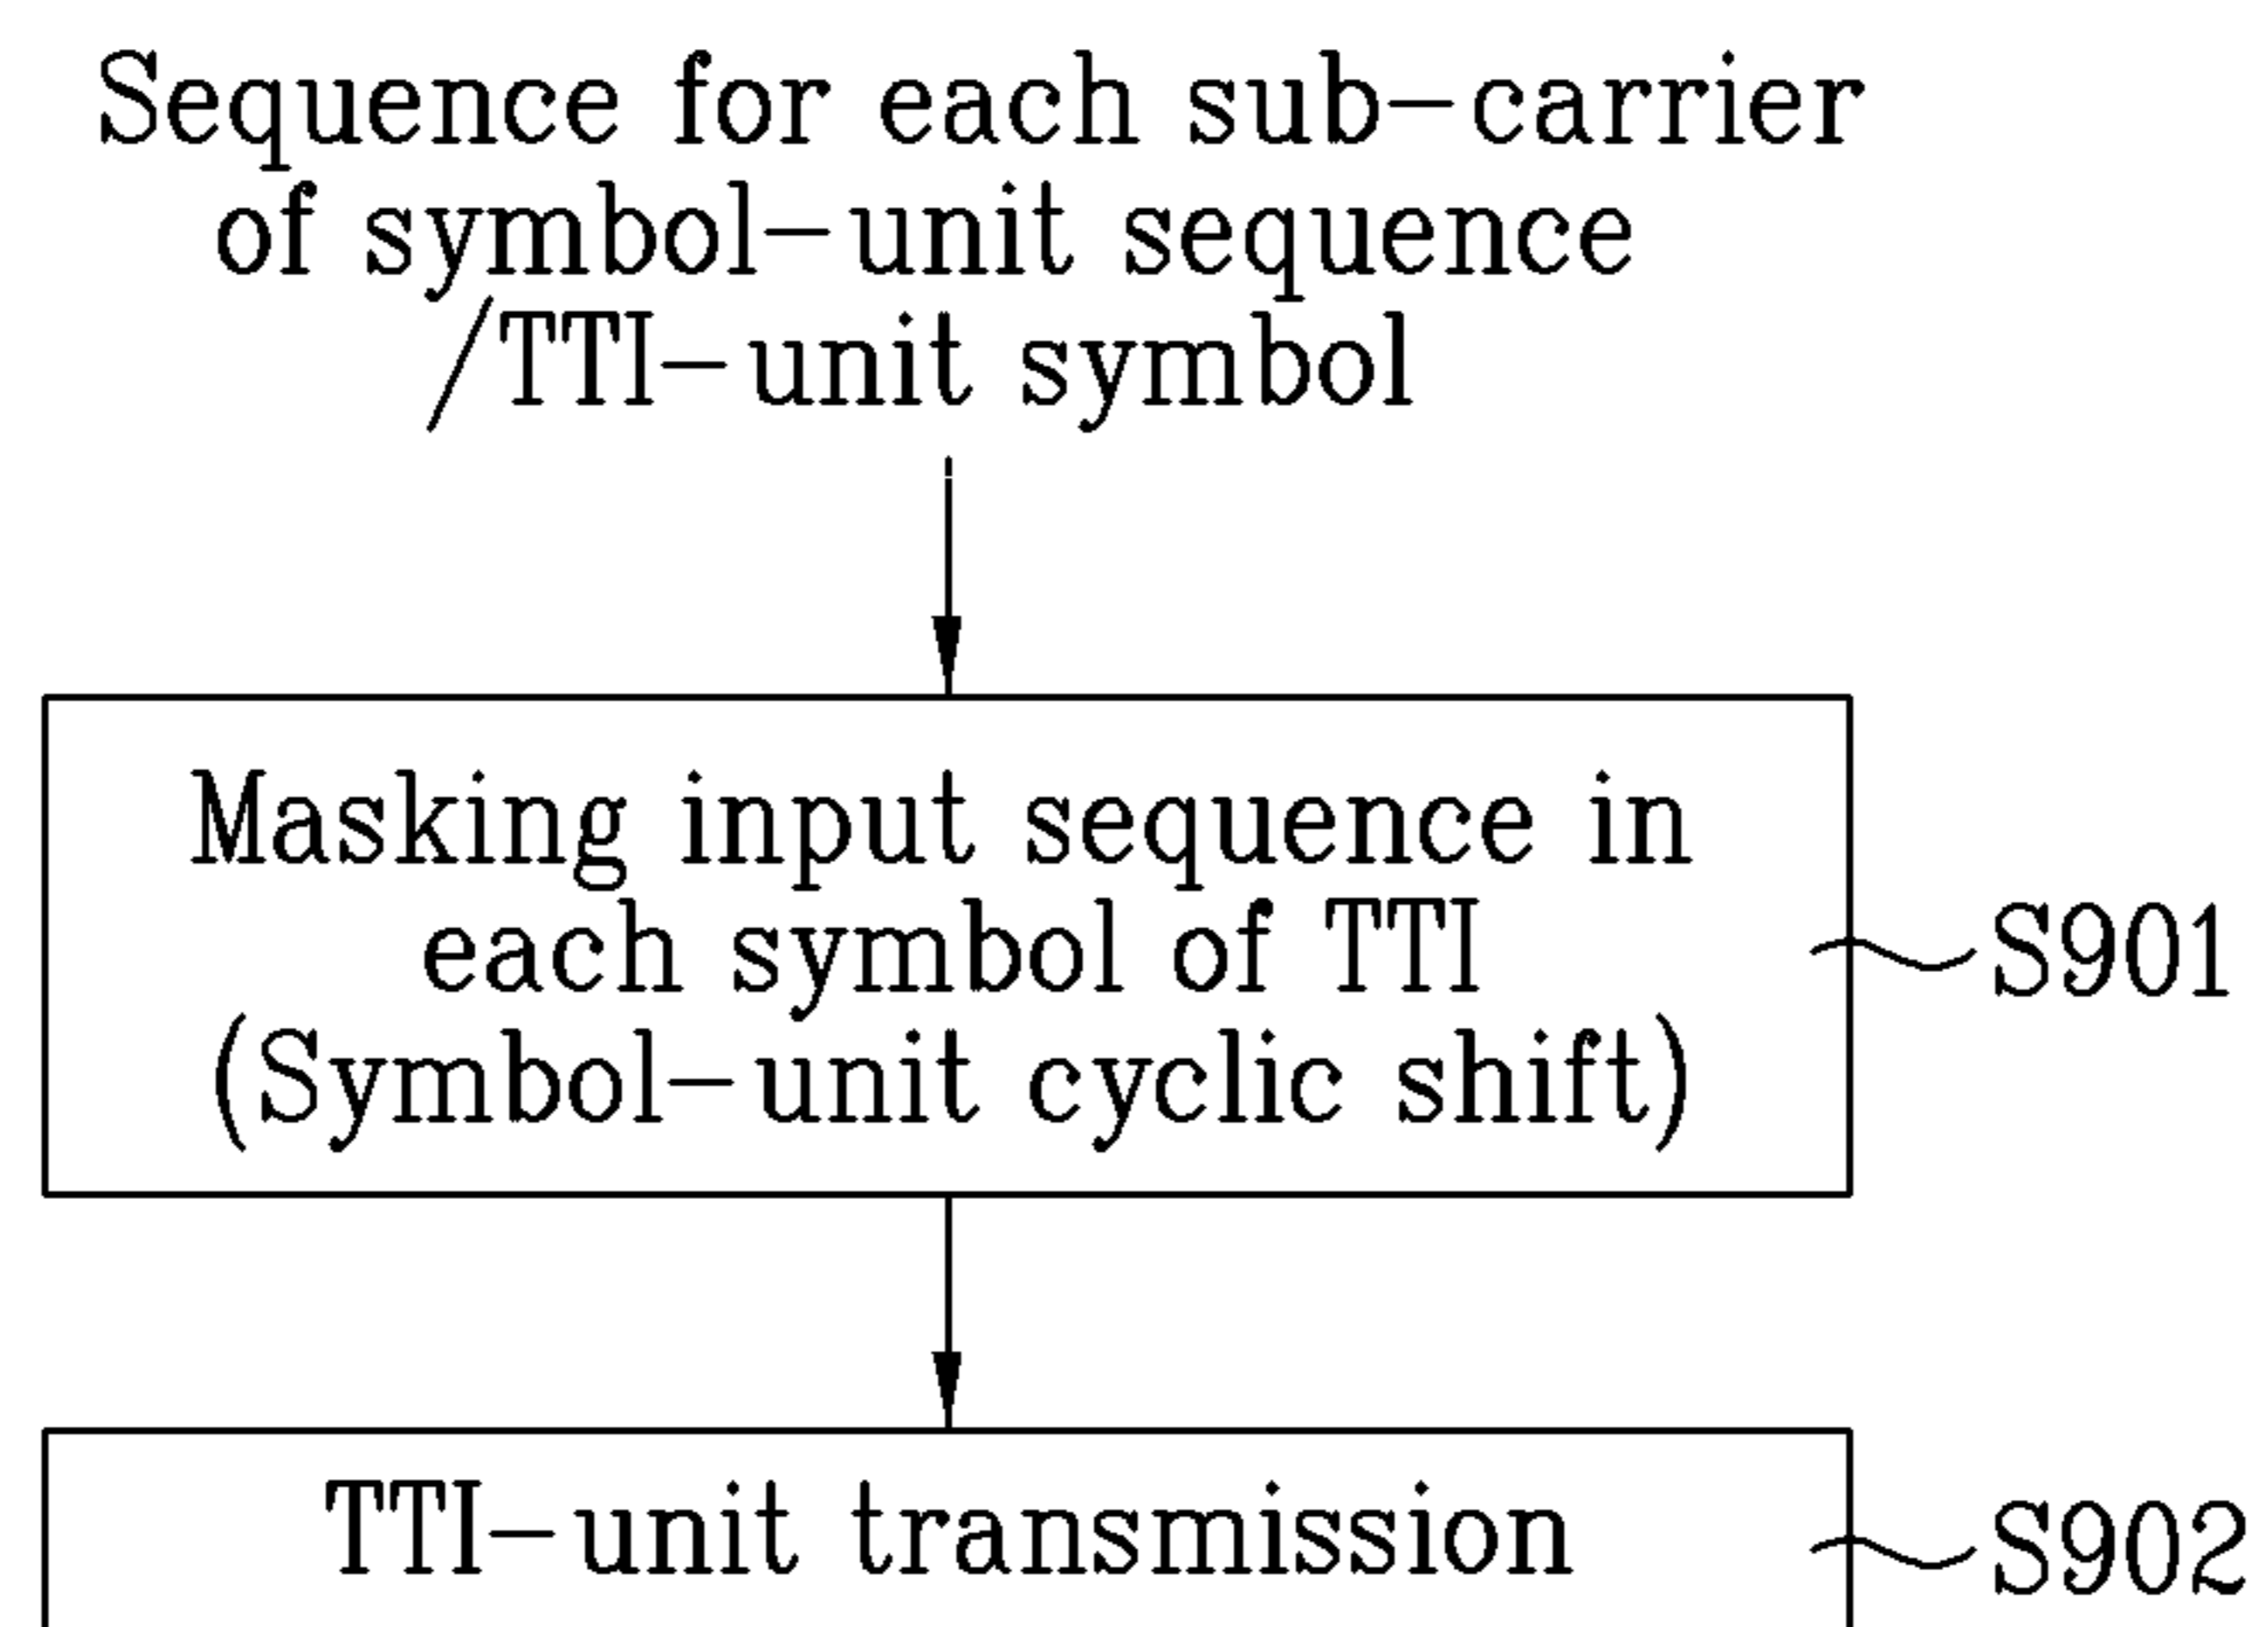 Sequence for each sub-carrier
of symbol-unit sequence
/TTI-unit symbol
Masking input sequence in
each symbol of TTI
(Symbol-unit cyclic shift)
S901
TTI-unit transmission
S902